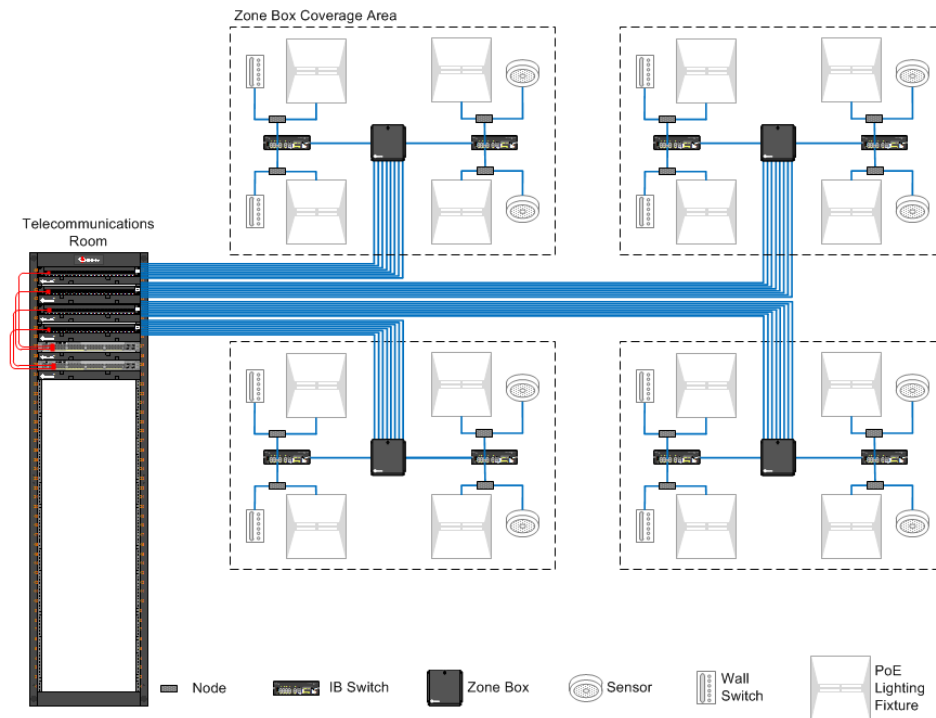 Zone Box Coverage Area
Telecommunications
Room
Node
IB Switch
Zone Box
Sensor
Wall
Switch
PoE
Lighting
Fixture